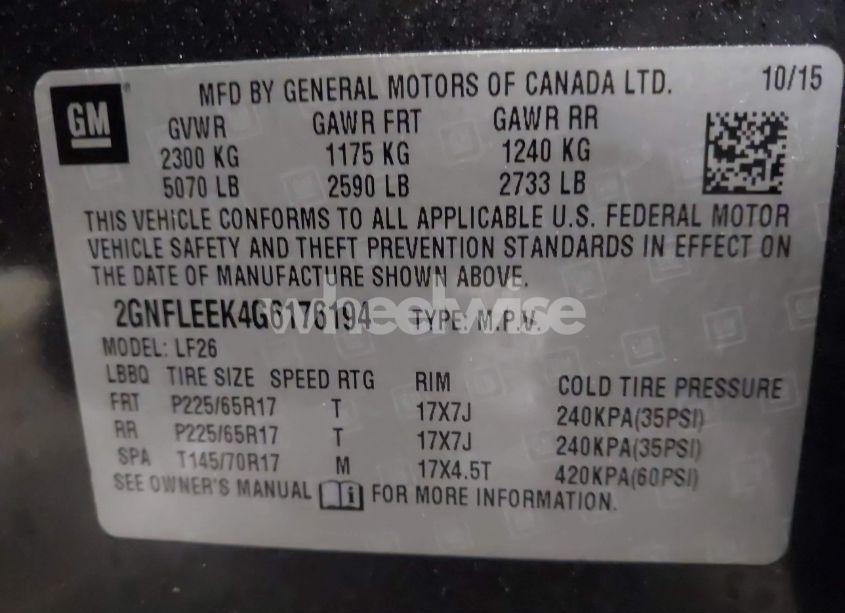 GM
MFD BY GENERAL MOTORS OF CANADA LTD. 10/15
GVWR GAWR FRT GAWR RR
2300 KG 1175 KG 1240 KG
5070 LB 2590 LB 2733 LB
THIS VEHICLE CONFORMS TO ALL APPLICABLE U.S. FEDERAL MOTOR
VEHICLE SAFETY AND THEFT PREVENTION STANDARDS IN EFFECT ON
THE DATE OF MANUFACTURE SHOWN ABOVE.
2GNFLEEK4G6176194 TYPE: M.P.V.
wheelwise
MODEL: LF26
LBBQ TIRE SIZE SPEED RTG RIM COLD TIRE PRESSURE
FRT P225/65R17 T 17X7J 240KPA(35PSI)
RR P225/65R17 T 17X7J 240KPA(35PSI)
SPA T145/70R17 M 17X4.5T 420KPA(60PSI)
SEE OWNER'S MANUAL FOR MORE INFORMATION.